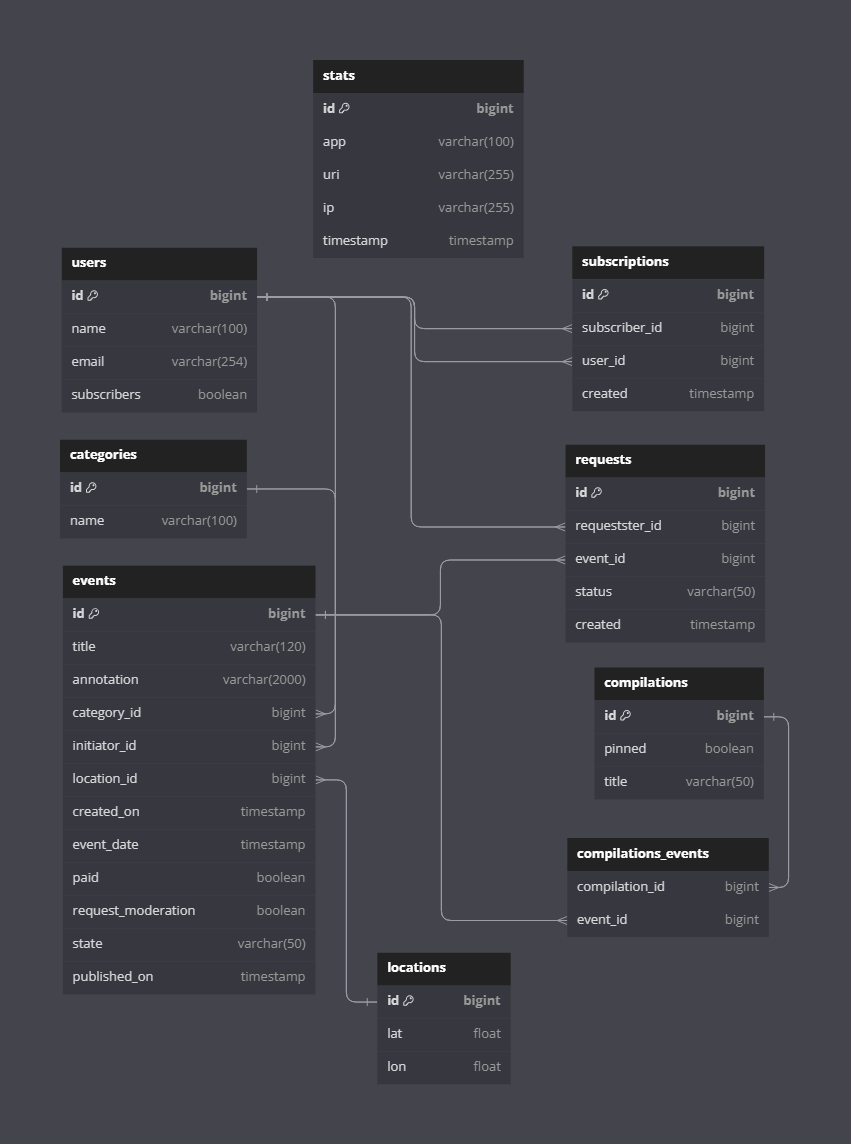 stats
id bigint
app varchar(100)
uri varchar(255)
ip varchar(255)
timestamp timestamp
users
id bigint
name varchar(100)
email varchar(254)
subscribers boolean
subscriptions
id bigint
subscriber_id bigint
user_id bigint
created timestamp
categories
id bigint
name varchar(100)
requests
id bigint
requestster_id bigint
event_id bigint
status varchar(50)
created timestamp
events
id bigint
title varchar(120)
annotation varchar(2000)
category_id bigint
initiator_id bigint
location_id bigint
created_on timestamp
event_date timestamp
paid boolean
request_moderation boolean
state varchar(50)
published_on timestamp
compilations
id bigint
pinned boolean
title varchar(50)
compilations_events
compilation_id bigint
event_id bigint
locations
id bigint
lat float
lon float